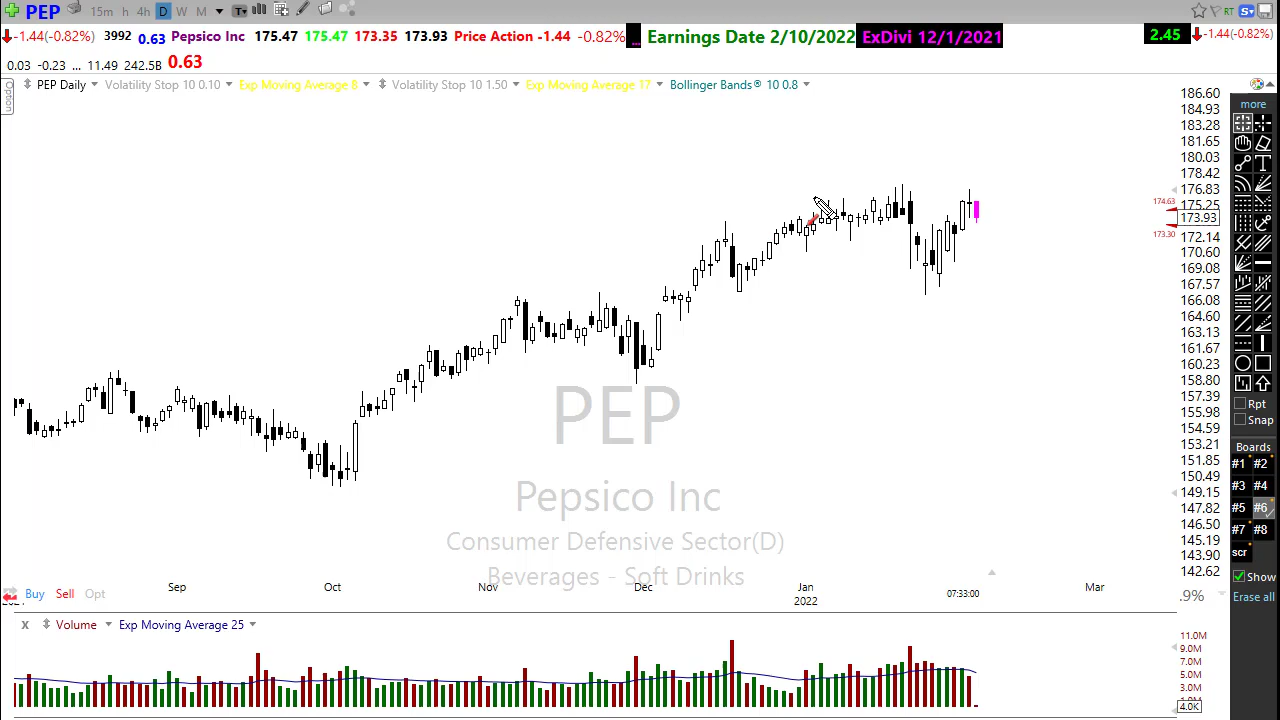 PEP 15m h 4h D W M T RT S
-1.44(-0.82%) 3992 0.63 Pepsico Inc 175.47 175.47 173.35 173.93 Price Action -1.44 -0.82% ... Earnings Date 2/10/2022 ExDivi 12/1/2021 2.45 -1.44(-0.82%)
0.03 -0.23 ... 11.49 242.5B 0.63
Option
PEP Daily Volatility Stop 10 0.10 Exp Moving Average 8 Volatility Stop 10 1.50 Exp Moving Average 17 Bollinger Bands® 10 0.8
186.60
184.93
183.28
181.65
180.03
178.42
176.83
175.25
173.93
172.14
170.60
169.08
167.57
166.08
164.60
163.13
161.67
160.23
158.80
157.39
155.98
154.59
153.21
151.85
150.49
149.15
147.82
146.50
145.19
143.90
142.62
174.63
173.30
PEP
Pepsico Inc
Consumer Defensive Sector(D)
Beverages - Soft Drinks
Sep Oct Nov Dec Jan Mar
2022 07:33:00
Buy Sell Opt .9%
X Volume Exp Moving Average 25
11.0M
9.0M
7.0M
5.0M
3.0M
4.0K
more
T
Rpt
Snap
Boards
#1 #2
#3 #4
#5 #6
#7 #8
scr
Show
Erase all